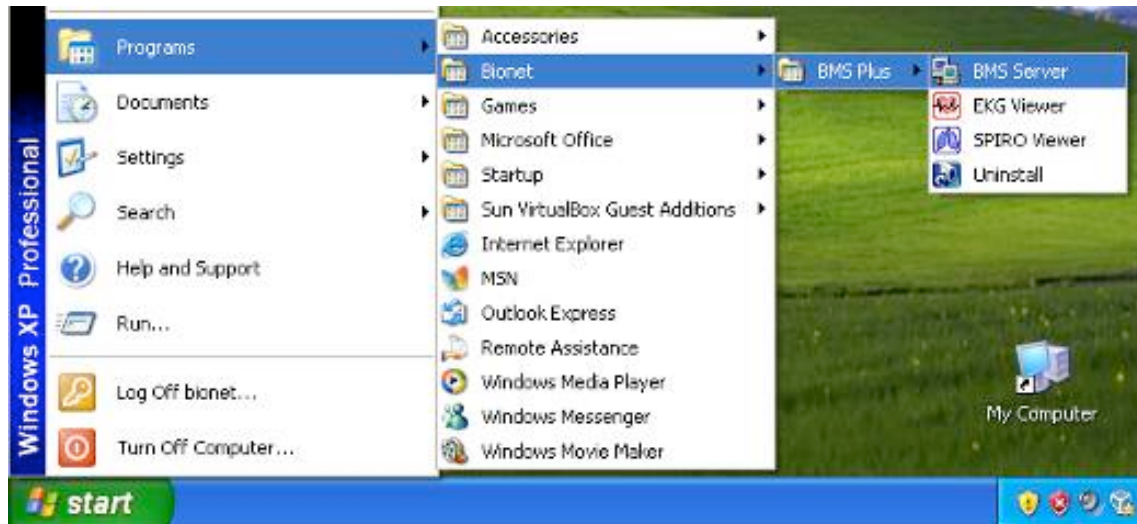 Programs
Documents
Settings
Search
Help and Support
Run...
Log Off bionet...
Turn Off Computer...
Windows XP Professional
start
Accessories
Bionet
Games
Microsoft Office
Startup
Sun VirtualBox Guest Additions
Internet Explorer
MSN
Outlook Express
Remote Assistance
Windows Media Player
Windows Messenger
Windows Movie Maker
BMS Plus
BMS Server
EKG Viewer
SPIRO Viewer
Uninstall
My Computer